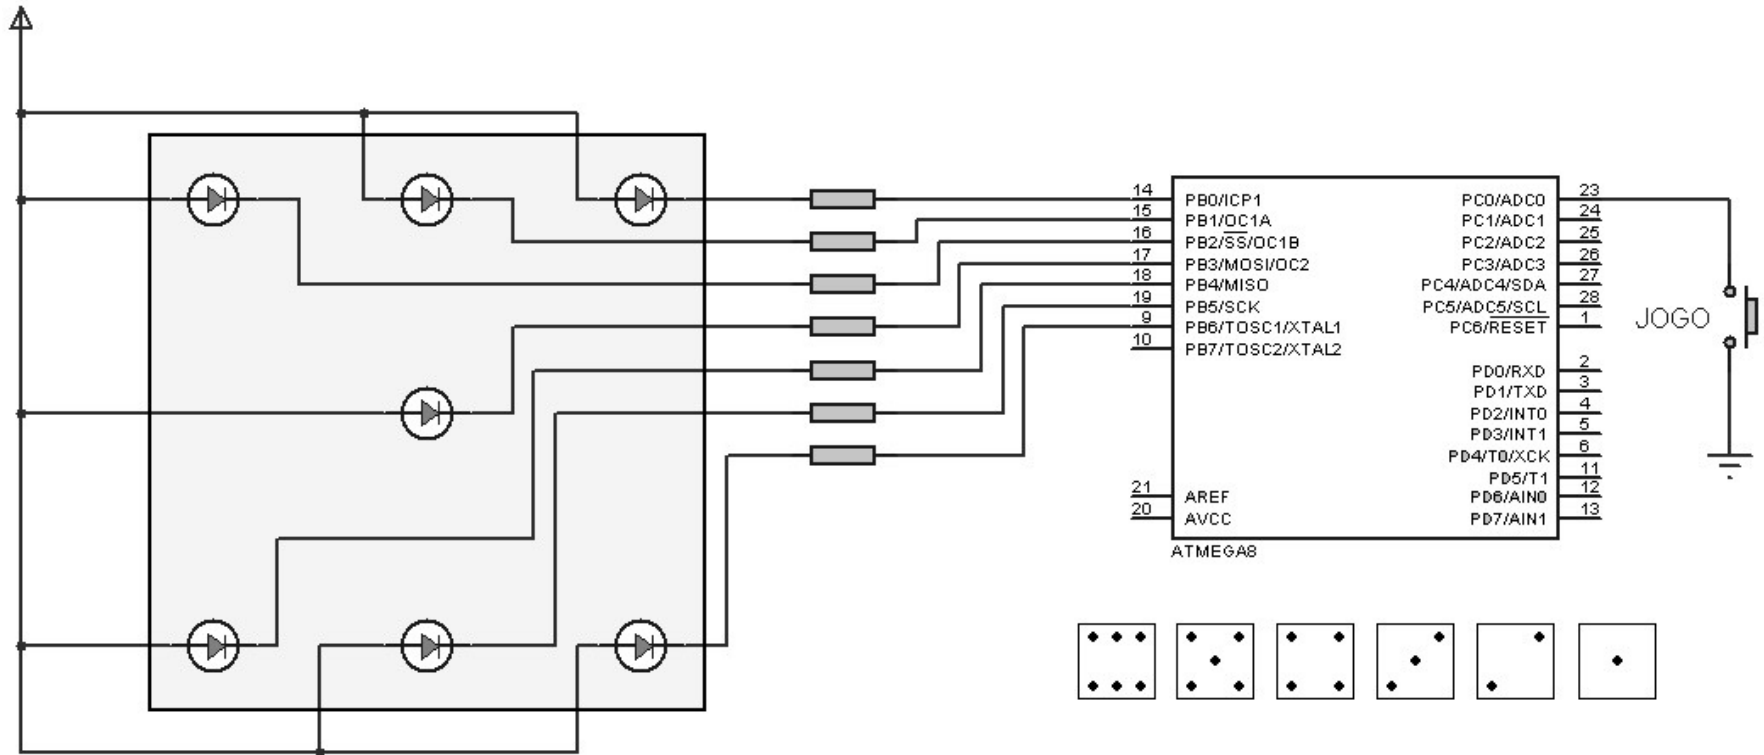 14
PB0/ICP1
15
PB1/OC1A
16
PB2/SS/OC1B
17
PB3/MOSI/OC2
18
PB4/MISO
19
PB5/SCK
9
PB6/TOSC1/XTAL1
10
PB7/TOSC2/XTAL2
21
AREF
20
AVCC
PC0/ADC0
23
PC1/ADC1
24
PC2/ADC2
25
PC3/ADC3
26
PC4/ADC4/SDA
27
PC5/ADC5/SCL
28
PC6/RESET
1
PD0/RXD
2
PD1/TXD
3
PD2/INT0
4
PD3/INT1
5
PD4/T0/XCK
6
PD5/T1
11
PD6/AIN0
12
PD7/AIN1
13
ATMEGA8
JOGO